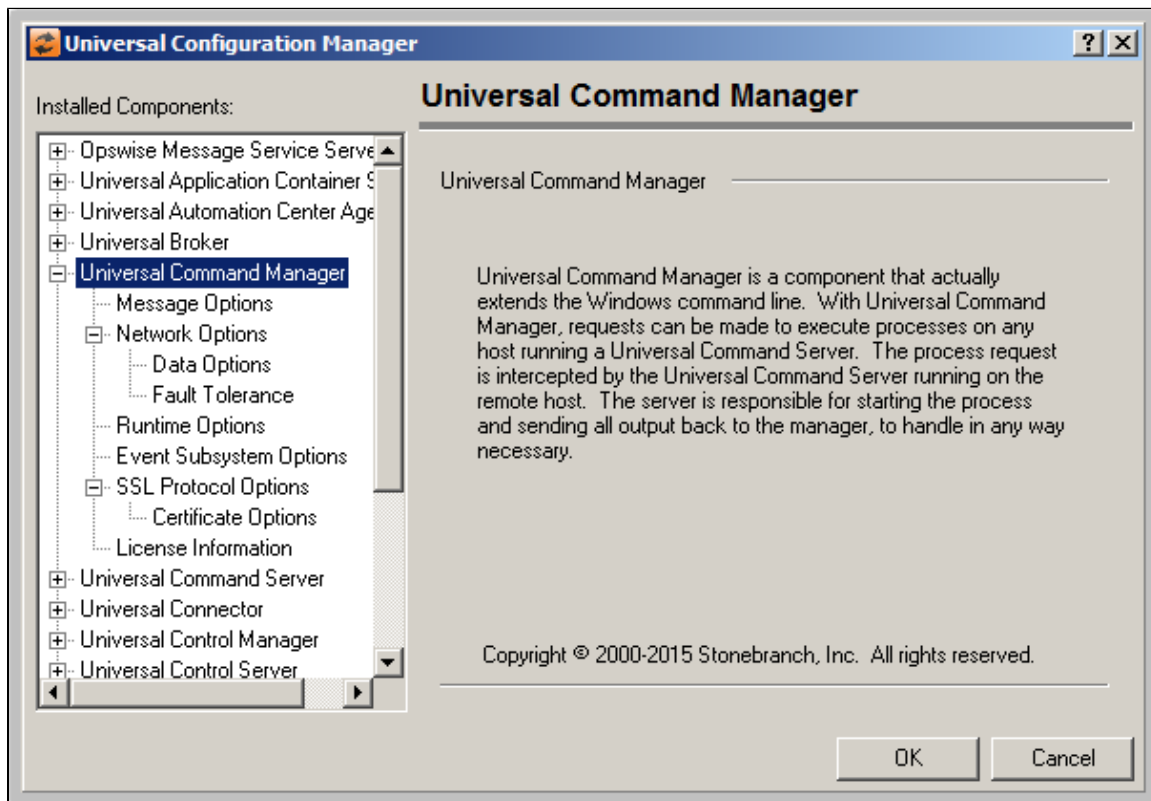 Universal Configuration Manager
Installed Components:
Opswise Message Service Serve
Universal Application Container S
Universal Automation Center Age
Universal Broker
Universal Command Manager
Message Options
Network Options
Data Options
Fault Tolerance
Runtime Options
Event Subsystem Options
SSL Protocol Options
Certificate Options
License Information
Universal Command Server
Universal Connector
Universal Control Manager
Universal Control Server
Universal Command Manager
Universal Command Manager
Universal Command Manager is a component that actually
extends the Windows command line. With Universal Command
Manager, requests can be made to execute processes on any
host running a Universal Command Server. The process request
is intercepted by the Universal Command Server running on the
remote host. The server is responsible for starting the process
and sending all output back to the manager, to handle in any way
necessary.
Copyright © 2000-2015 Stonebranch, Inc. All rights reserved.
OK
Cancel